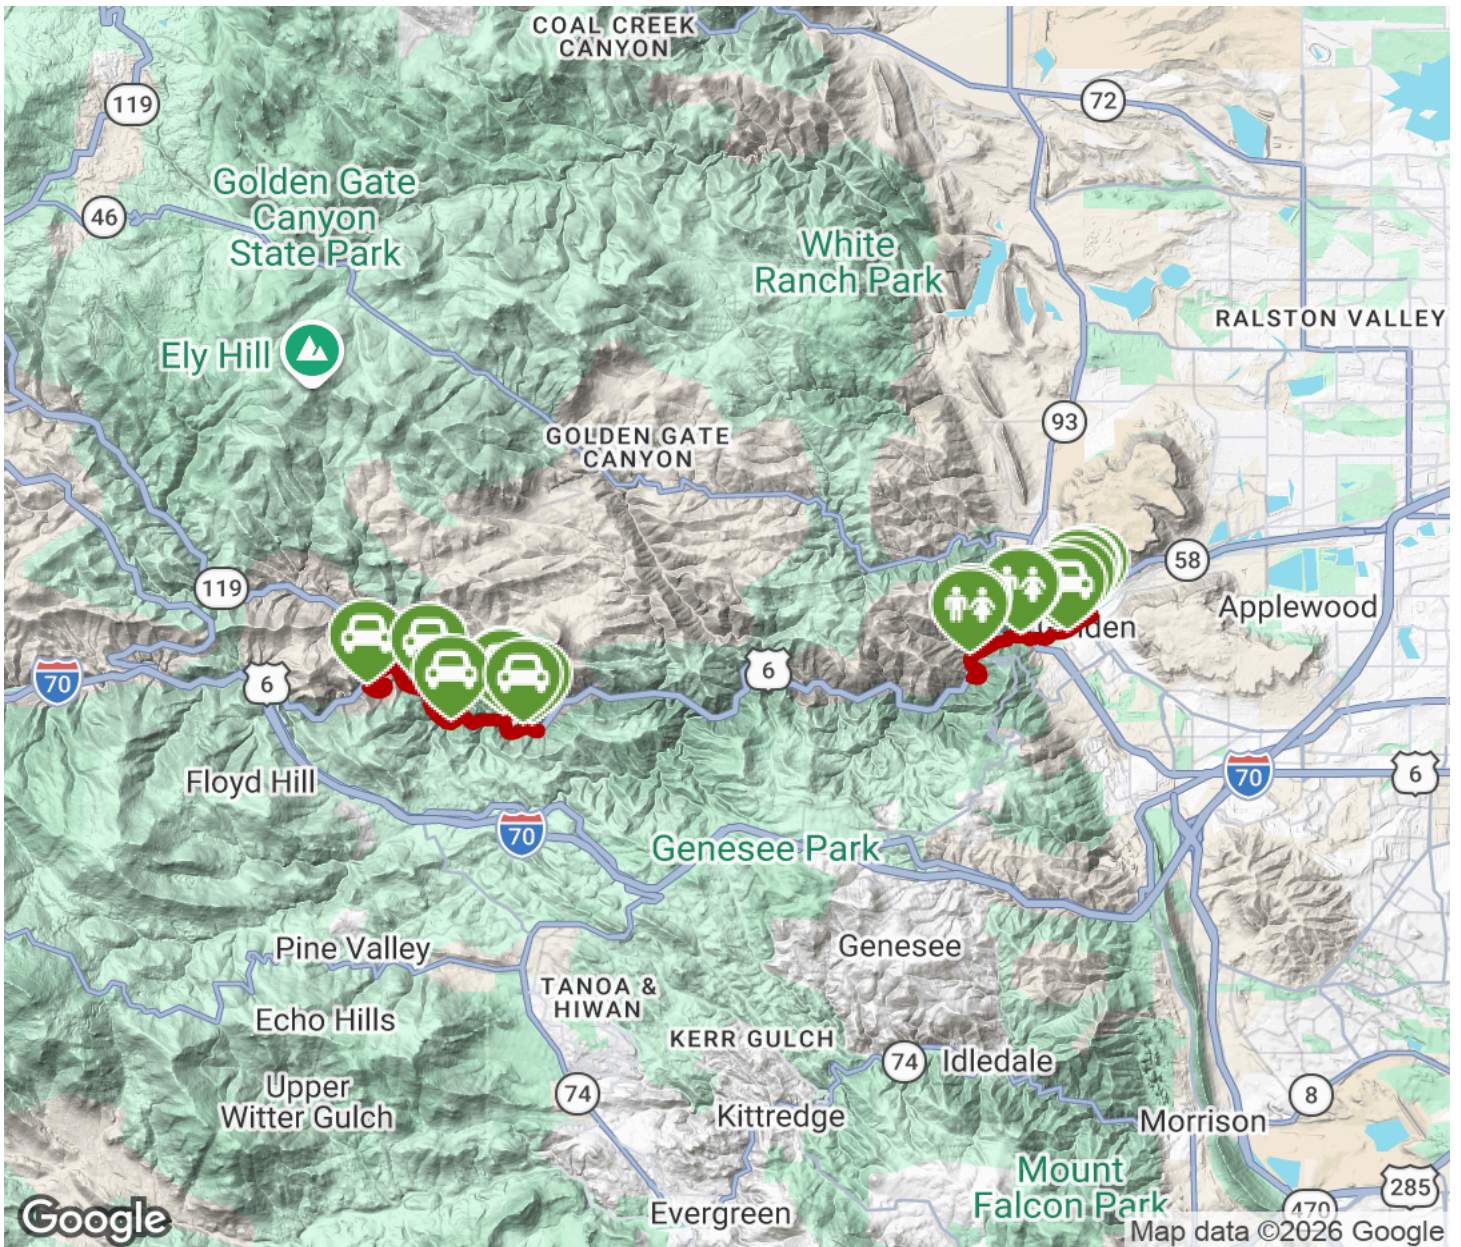 COAL CREEK
CANYON
119
72
Golden Gate
Canyon
State Park
46
White
Ranch Park
RALSTON VALLEY
Ely Hill
93
GOLDEN GATE
CANYON
58
119
Applewood
70
6
6
Floyd Hill
70
6
70
Genesee Park
Pine Valley
Genesee
TANOA &
HIWAN
Echo Hills
KERR GULCH
74
Idledale
Upper
Witter Gulch
74
Kittredge
8
Morrison
Mount
Falcon Park
285
Evergreen
470
Google
Map data ©2026 Google